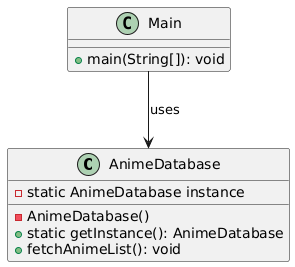 C Main
main(String[]): void
uses
C AnimeDatabase
static AnimeDatabase instance
AnimeDatabase()
static getInstance(): AnimeDatabase
fetchAnimeList(): void